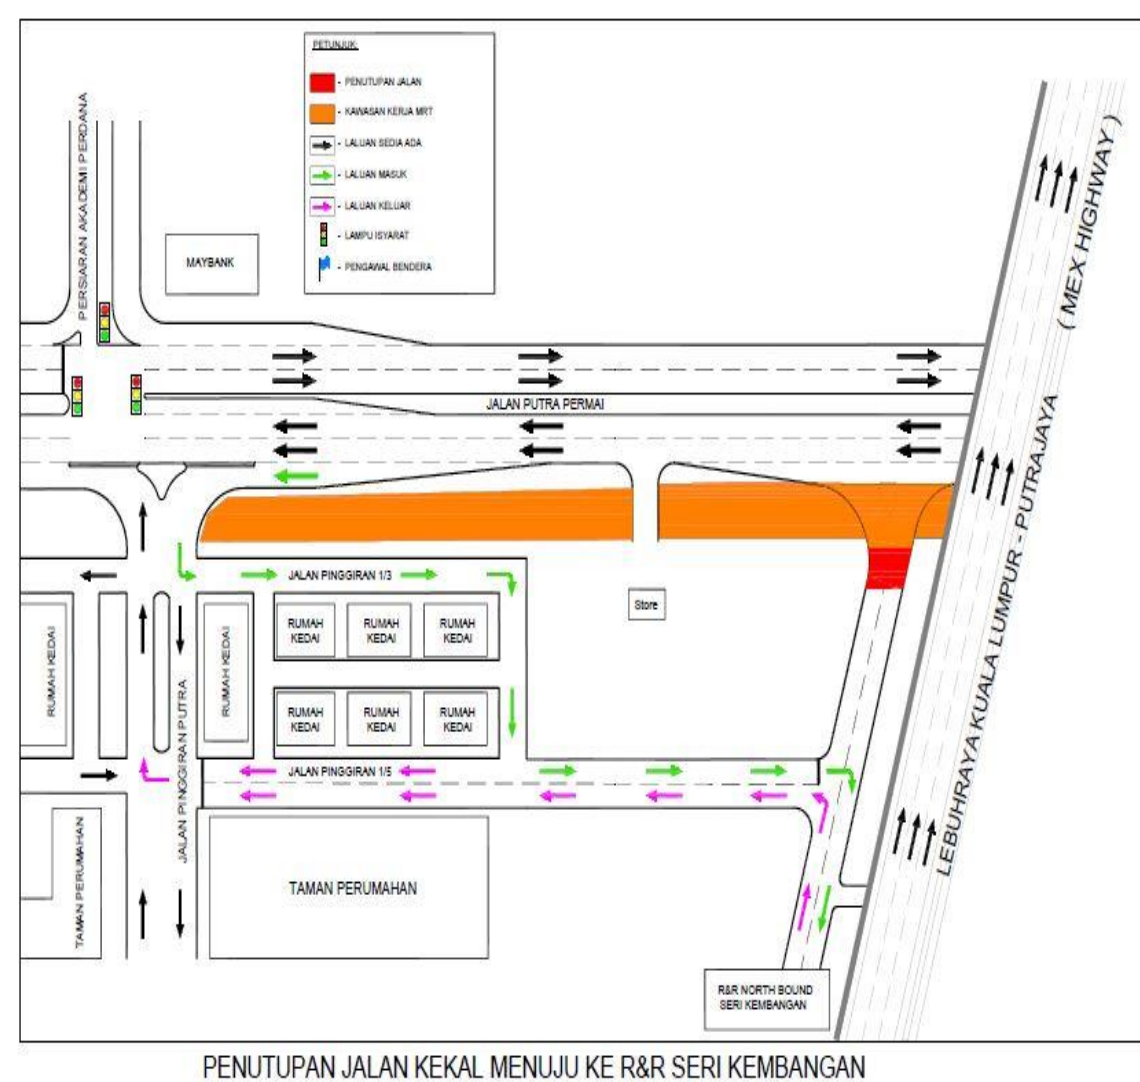 PETUNJUK:
- PENUTUPAN JALAN
- KAWASAN KERJA MRT
- LALUAN SEDIA ADA
- LALUAN MASUK
- LALUAN KELUAR
- LAMPU ISYARAT
- PENGAWAL BENDERA
PERSIARAN AKADEMI PERDANA
MAYBANK
LEBUHRAYA KUALA LUMPUR - PUTRAJAYA ( MEX HIGHWAY )
JALAN PUTRA PERMAI
JALAN PINGGIRAN 1/3
Store
RUMAH KEDAI
RUMAH KEDAI
RUMAH
KEDAI
RUMAH
KEDAI
RUMAH
KEDAI
RUMAH
KEDAI
RUMAH
KEDAI
RUMAH
KEDAI
JALAN PINGGIRAN PUTRA
JALAN PINGGIRAN 1/5
TAMAN PERUMAHAN
TAMAN PERUMAHAN
R&R NORTH BOUND
SERI KEMBANGAN
PENUTUPAN JALAN KEKAL MENUJU KE R&R SERI KEMBANGAN